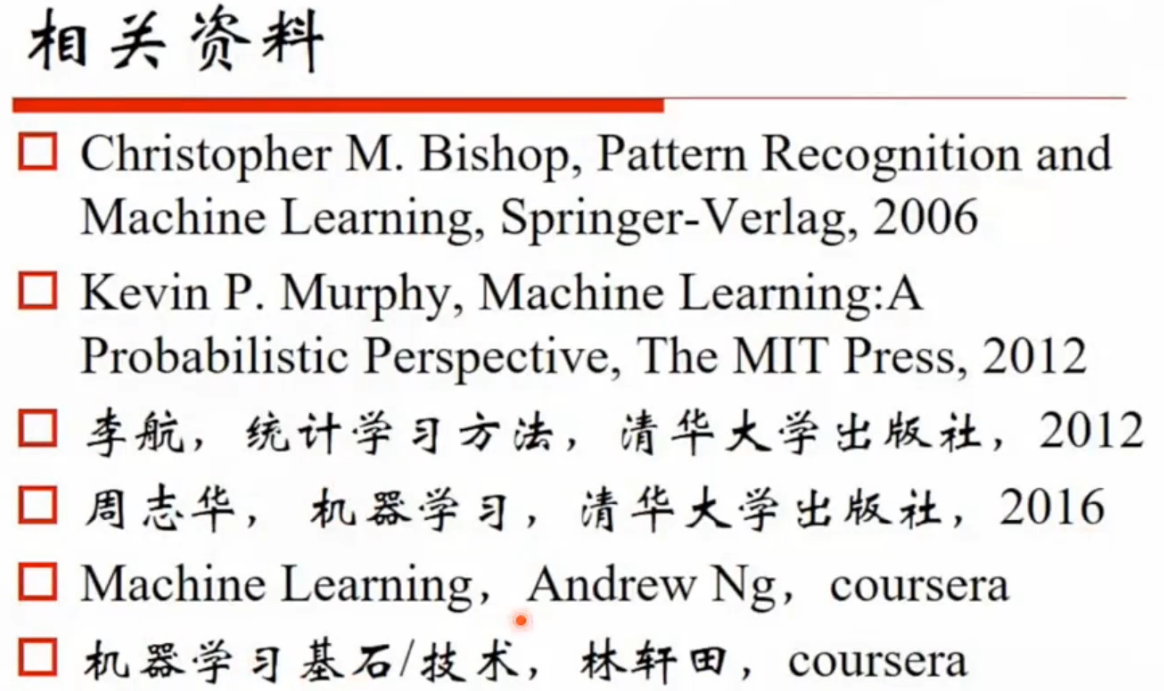 相关资料
Christopher M. Bishop, Pattern Recognition and
Machine Learning, Springer-Verlag, 2006
Kevin P. Murphy, Machine Learning:A
Probabilistic Perspective, The MIT Press, 2012
李航，统计学习方法，清华大学出版社，2012
周志华， 机器学习，清华大学出版社，2016
Machine Learning，Andrew Ng，coursera
机器学习基石/技术，林轩田，coursera